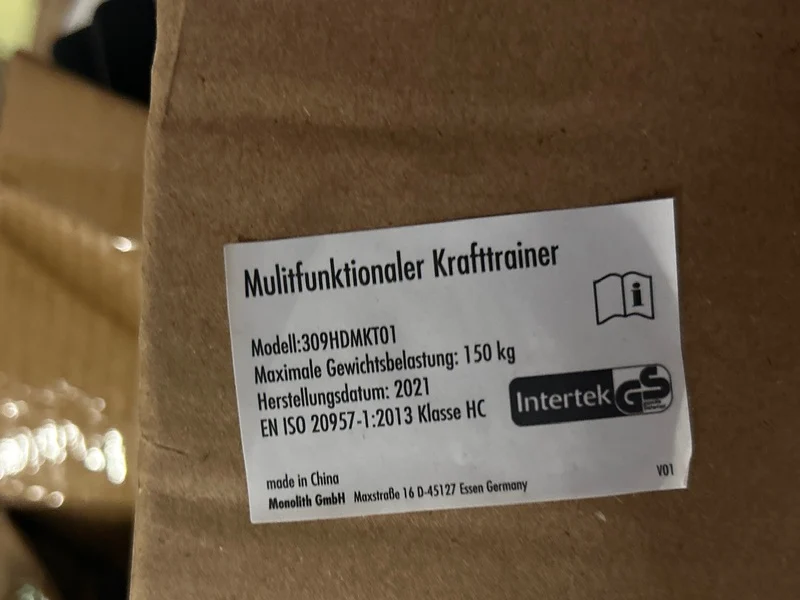 Mulitfunktionaler Krafttrainer
Modell:309HDMKT01
Maximale Gewichtsbelastung: 150 kg
Herstellungsdatum: 2021
EN ISO 20957-1:2013 Klasse HC
Intertek GS
made in China
Monolith GmbH Maxstraße 16 D-45127 Essen Germany
V01